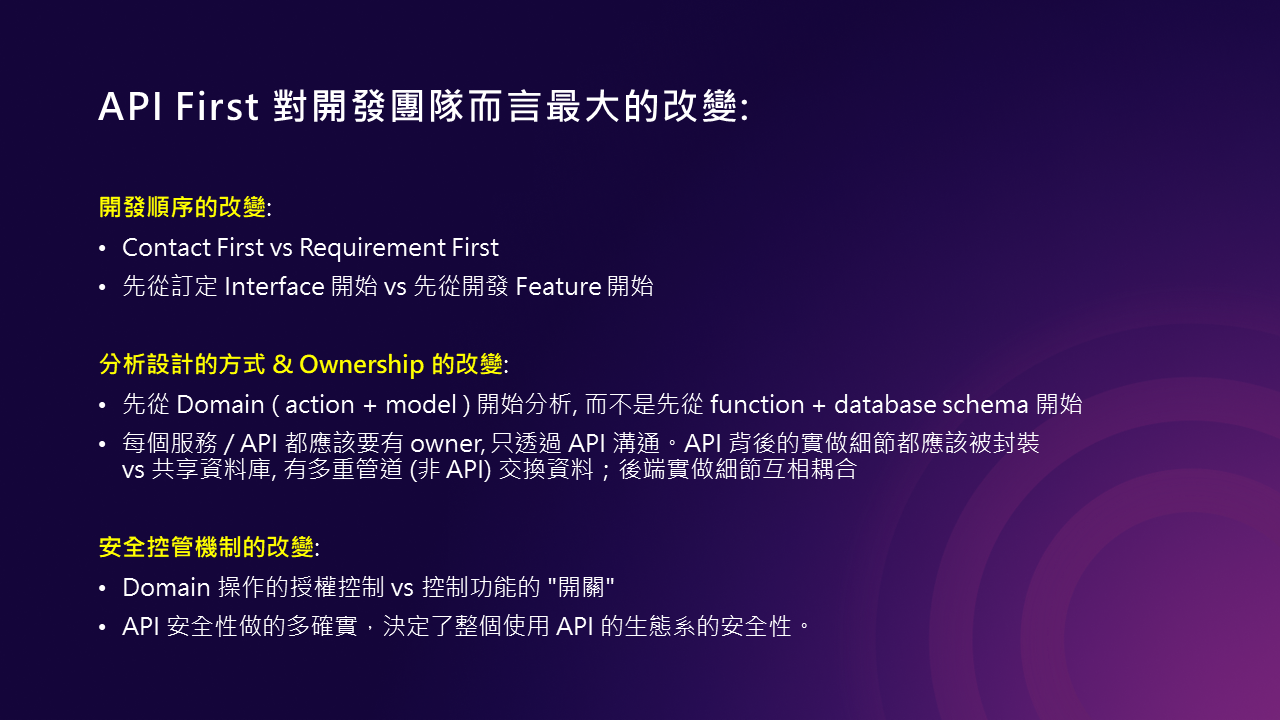 API First 對開發團隊而言最大的改變:
開發順序的改變:
• Contact First vs Requirement First
• 先從訂定 Interface 開始 vs 先從開發 Feature 開始
分析設計的方式 & Ownership 的改變:
• 先從 Domain ( action + model ) 開始分析, 而不是先從 function + database schema 開始
• 每個服務 / API 都應該要有 owner, 只透過 API 溝通。API 背後的實做細節都應該被封裝
vs 共享資料庫, 有多重管道 (非 API) 交換資料；後端實做細節互相耦合
安全控管機制的改變:
• Domain 操作的授權控制 vs 控制功能的 "開關"
• API 安全性做的多確實，決定了整個使用 API 的生態系的安全性。